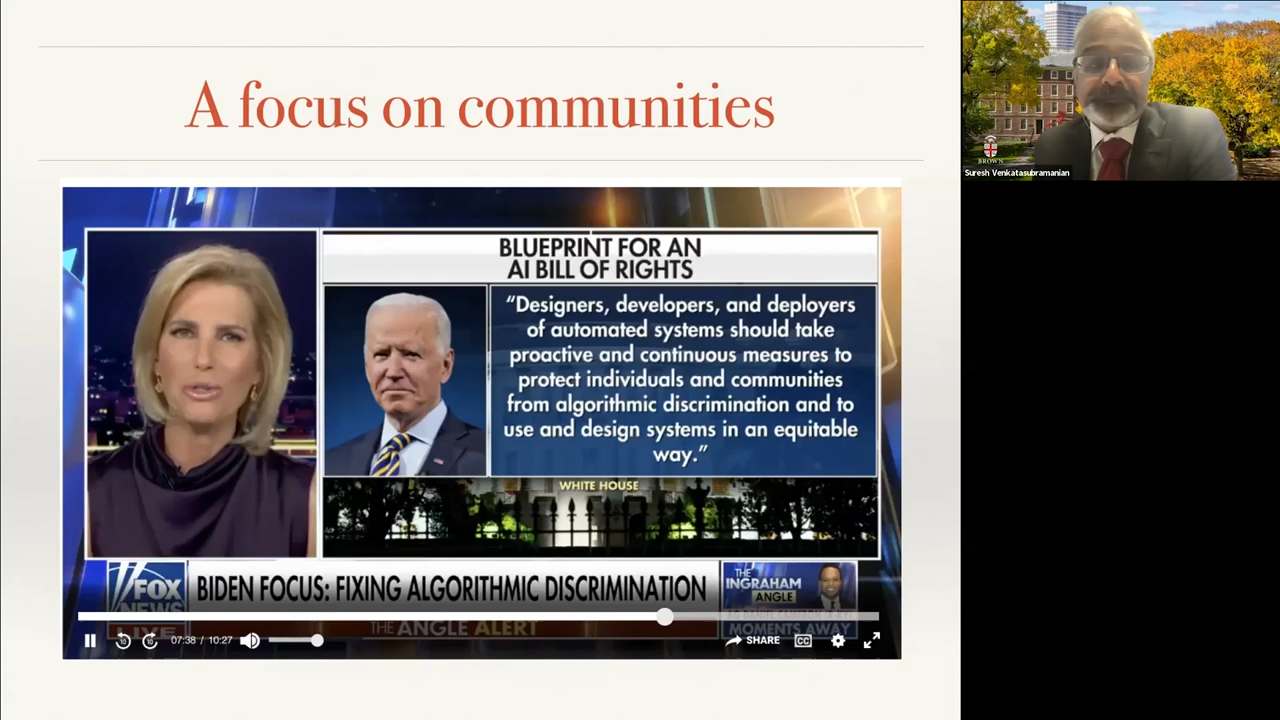 A focus on communities
BLUEPRINT FOR AN
AI BILL OF RIGHTS
“Designers, developers, and deployers
of automated systems should take
proactive and continuous measures to
protect individuals and communities
from algorithmic discrimination and to
use and design systems in an equitable
way.”
WHITE HOUSE
FOX
NEWS
LIVE
BIDEN FOCUS: FIXING ALGORITHMIC DISCRIMINATION
THE
INGRAHAM
ANGLE
MOMENTS AWAY
THE ANGLE ALERT
10
10
07:38 / 10:27
SHARE
CC
BROWN
Suresh Venkatasubramanian